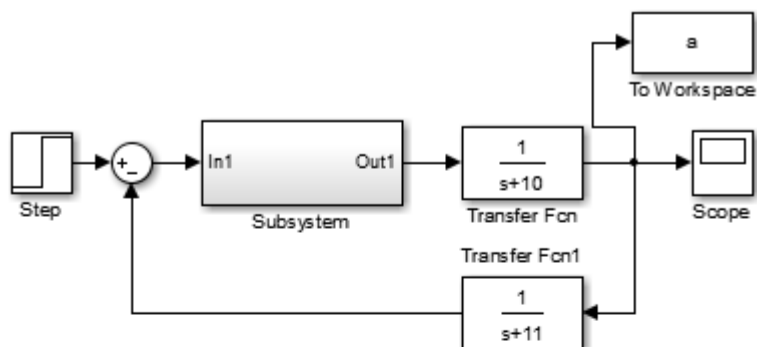 a
To Workspace
+
−
In1
Out1
1
s+10
Step
Subsystem
Transfer Fcn
Scope
Transfer Fcn1
1
s+11